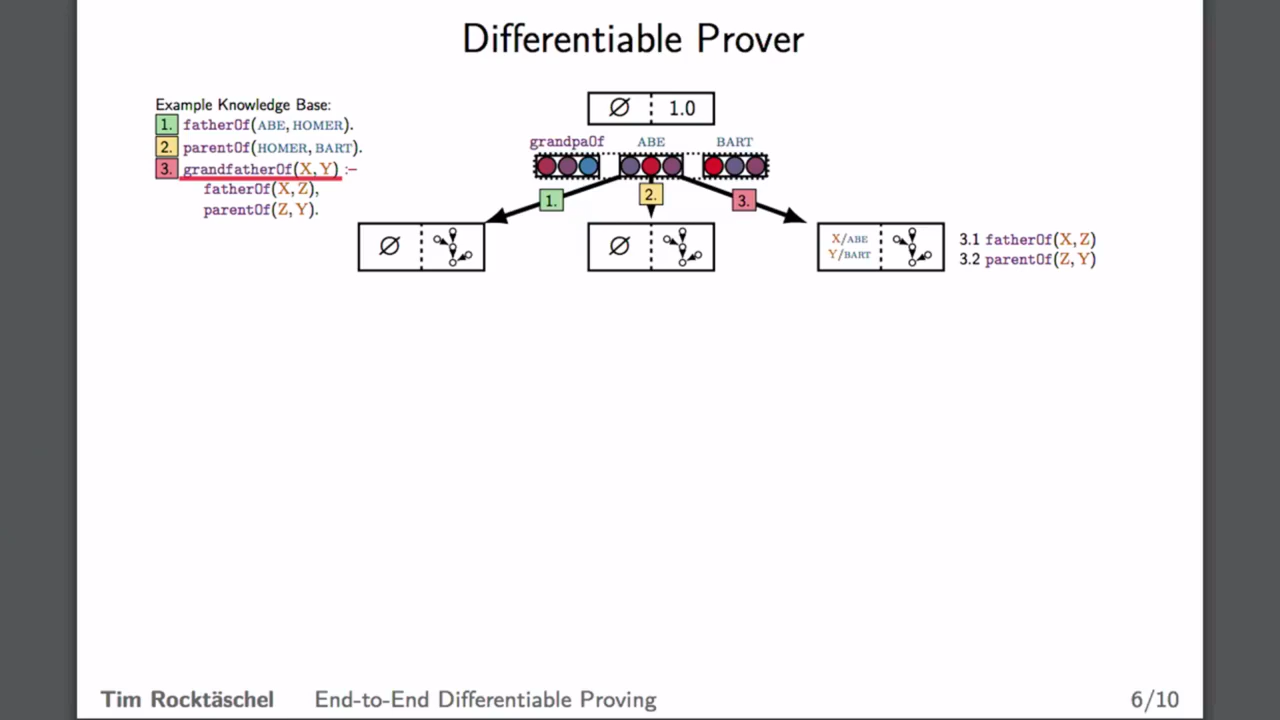 Differentiable Prover
Example Knowledge Base:
1. fatherOf(ABE, HOMER).
2. parentOf(HOMER, BART).
3. grandfatherOf(X, Y) :–
fatherOf(X, Z),
parentOf(Z, Y).
∅ 1.0
grandpaOf ABE BART
1. 2. 3.
∅ ∅ X/ABE
Y/BART
3.1 fatherOf(X, Z)
3.2 parentOf(Z, Y)
Tim Rocktäschel End-to-End Differentiable Proving 6/10